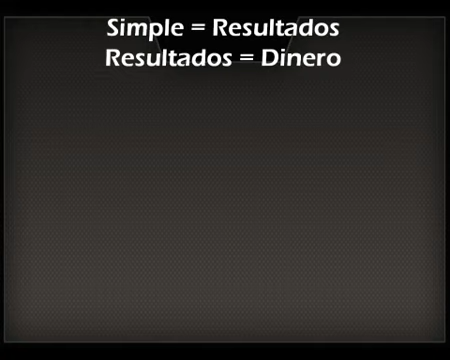 Simple = Resultados
Resultados = Dinero